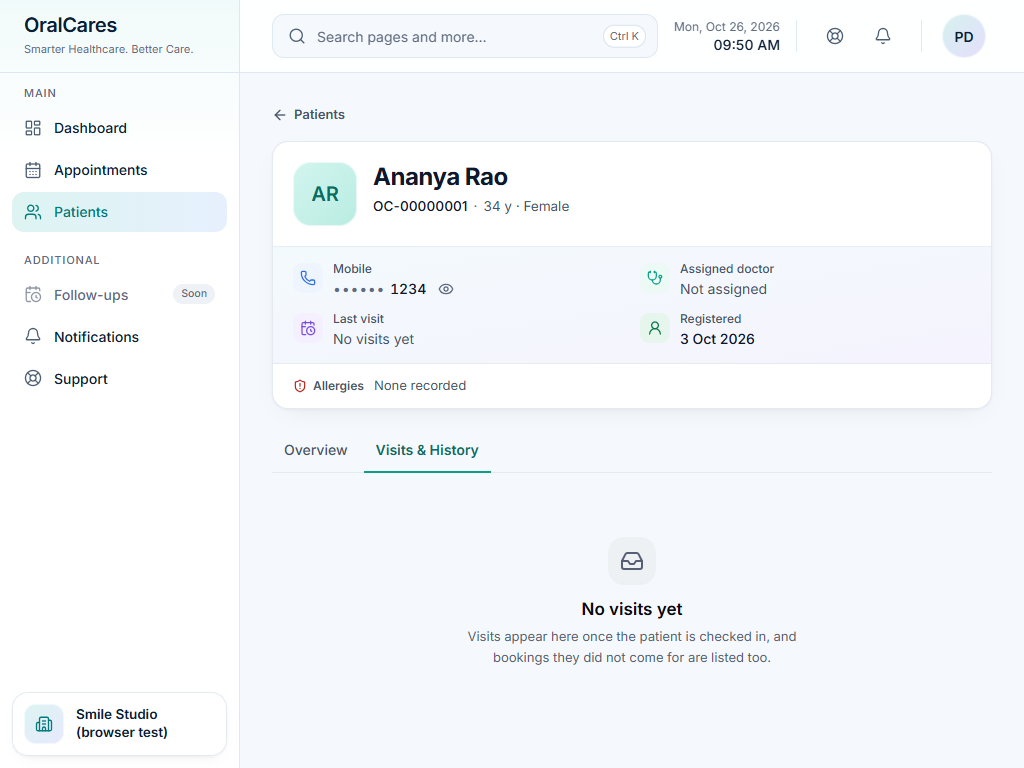 OralCares
Smarter Healthcare. Better Care.
Search pages and more...
Ctrl K
Mon, Oct 26, 2026
09:50 AM
PD
MAIN
Dashboard
Appointments
Patients
ADDITIONAL
Follow-ups
Soon
Notifications
Support
Smile Studio
(browser test)
Patients
AR
Ananya Rao
OC-00000001 · 34 y · Female
Mobile
•••••• 1234
Assigned doctor
Not assigned
Last visit
No visits yet
Registered
3 Oct 2026
Allergies None recorded
Overview
Visits & History
No visits yet
Visits appear here once the patient is checked in, and
bookings they did not come for are listed too.